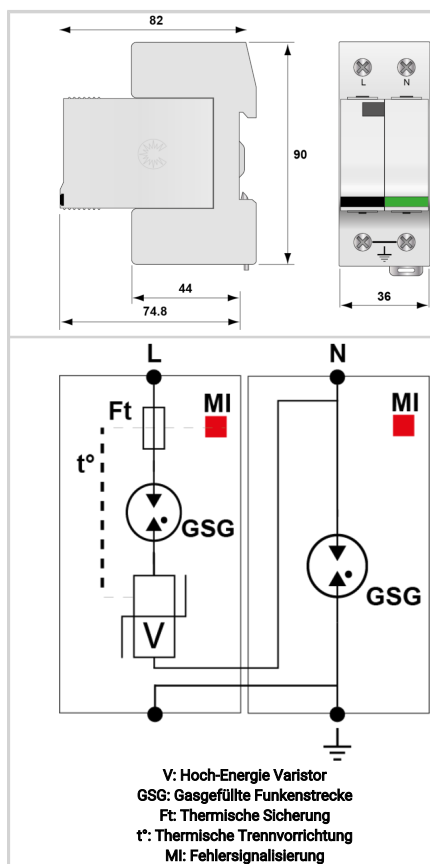 82
L N
90
44
74.8
36
L N
Ft MI MI
t°
GSG
GSG
V
V: Hoch-Energie Varistor
GSG: Gasgefüllte Funkenstrecke
Ft: Thermische Sicherung
t°: Thermische Trennvorrichtung
MI: Fehlersignalisierung